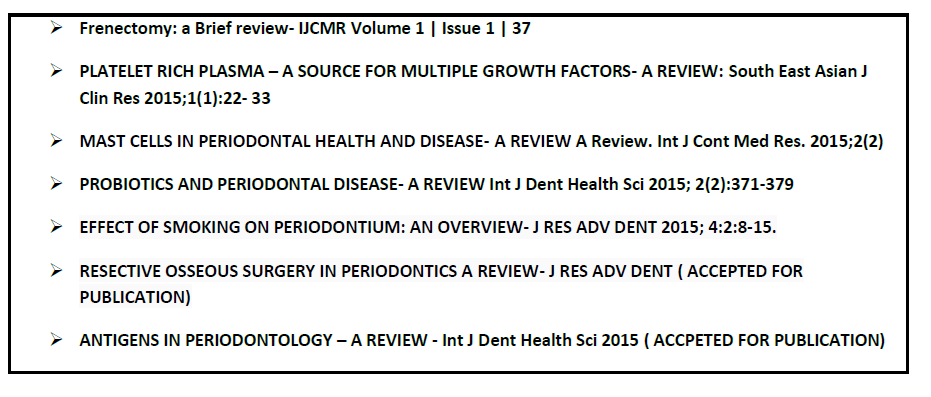 ➢ Frenectomy: a Brief review- IJCMR Volume 1 | Issue 1 | 37
➢ PLATELET RICH PLASMA – A SOURCE FOR MULTIPLE GROWTH FACTORS- A REVIEW: South East Asian J
Clin Res 2015;1(1):22- 33
➢ MAST CELLS IN PERIODONTAL HEALTH AND DISEASE- A REVIEW A Review. Int J Cont Med Res. 2015;2(2)
➢ PROBIOTICS AND PERIODONTAL DISEASE- A REVIEW Int J Dent Health Sci 2015; 2(2):371-379
➢ EFFECT OF SMOKING ON PERIODONTIUM: AN OVERVIEW- J RES ADV DENT 2015; 4:2:8-15.
➢ RESECTIVE OSSEOUS SURGERY IN PERIODONTICS A REVIEW- J RES ADV DENT ( ACCEPTED FOR
PUBLICATION)
➢ ANTIGENS IN PERIODONTOLOGY – A REVIEW - Int J Dent Health Sci 2015 ( ACCPETED FOR PUBLICATION)